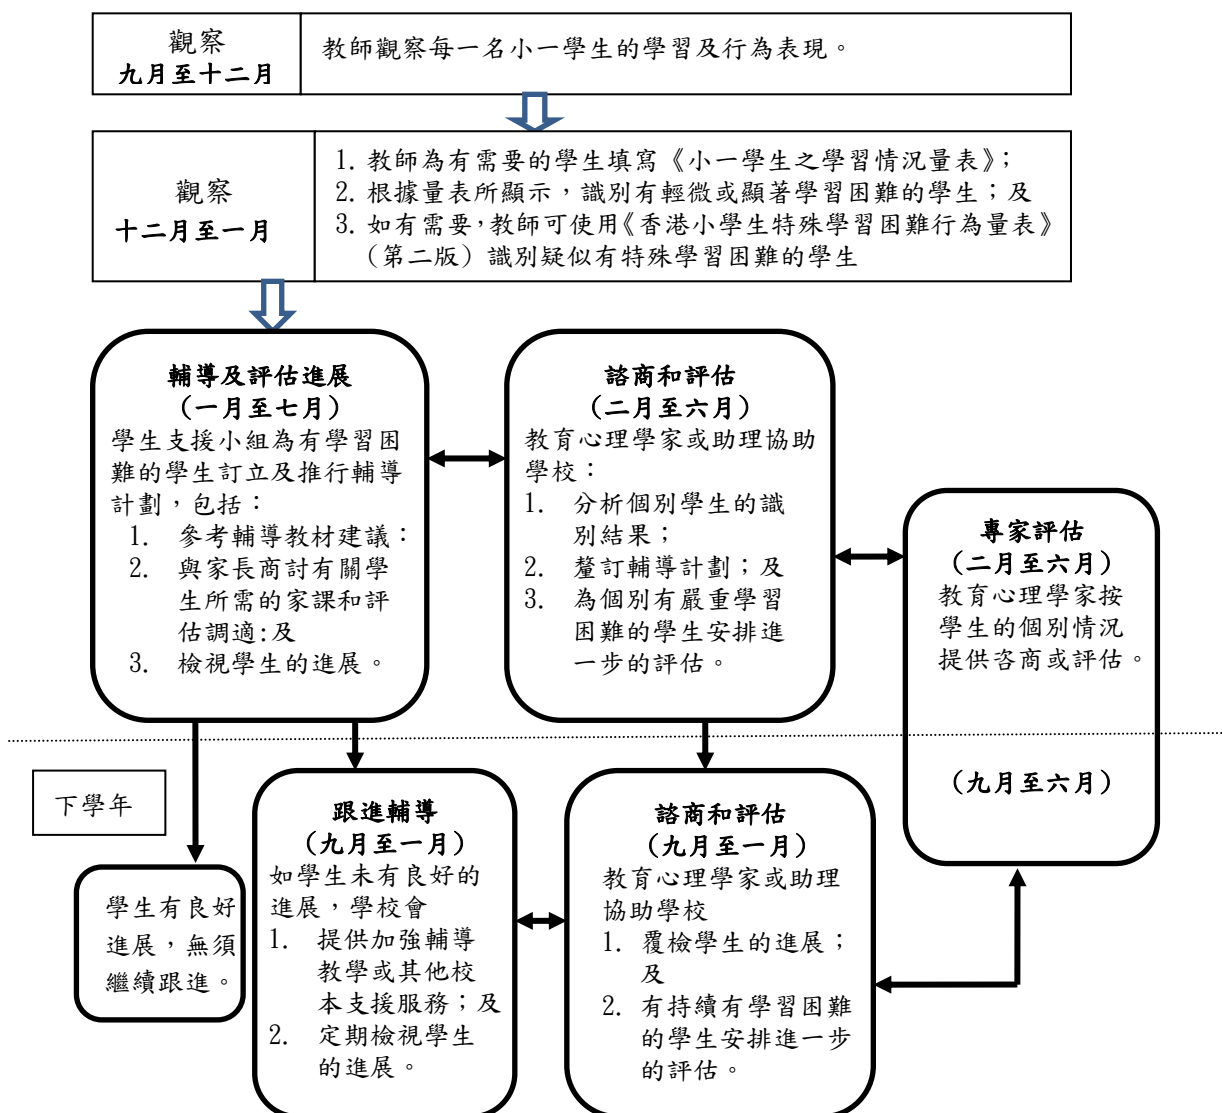 觀察
九月至十二月
教師觀察每一名小一學生的學習及行為表現。
觀察
十二月至一月
1. 教師為有需要的學生填寫《小一學生之學習情況量表》；
2. 根據量表所顯示，識別有輕微或顯著學習困難的學生；及
3. 如有需要，教師可使用《香港小學生特殊學習困難行為量表》
（第二版）識別疑似有特殊學習困難的學生
輔導及評估進展
（一月至七月）
學生支援小組為有學習困
難的學生訂立及推行輔導
計劃，包括：
1. 參考輔導教材建議：
2. 與家長商討有關學
生所需的家課和評
估調適:及
3. 檢視學生的進展。
諮商和評估
（二月至六月）
教育心理學家或助理協助
學校：
1. 分析個別學生的識
別結果；
2. 釐訂輔導計劃；及
3. 為個別有嚴重學習
困難的學生安排進
一步的評估。
專家評估
（二月至六月）
教育心理學家按
學生的個別情況
提供咨商或評估。
（九月至六月）
下學年
學生有良好
進展，無須
繼續跟進。
跟進輔導
（九月至一月）
如學生未有良好的
進展，學校會
1. 提供加強輔導
教學或其他校
本支援服務；及
2. 定期檢視學生
的進展。
諮商和評估
（九月至一月）
教育心理學家或助理
協助學校
1. 覆檢學生的進展；
及
2. 有持續有學習困難
的學生安排進一步
的評估。